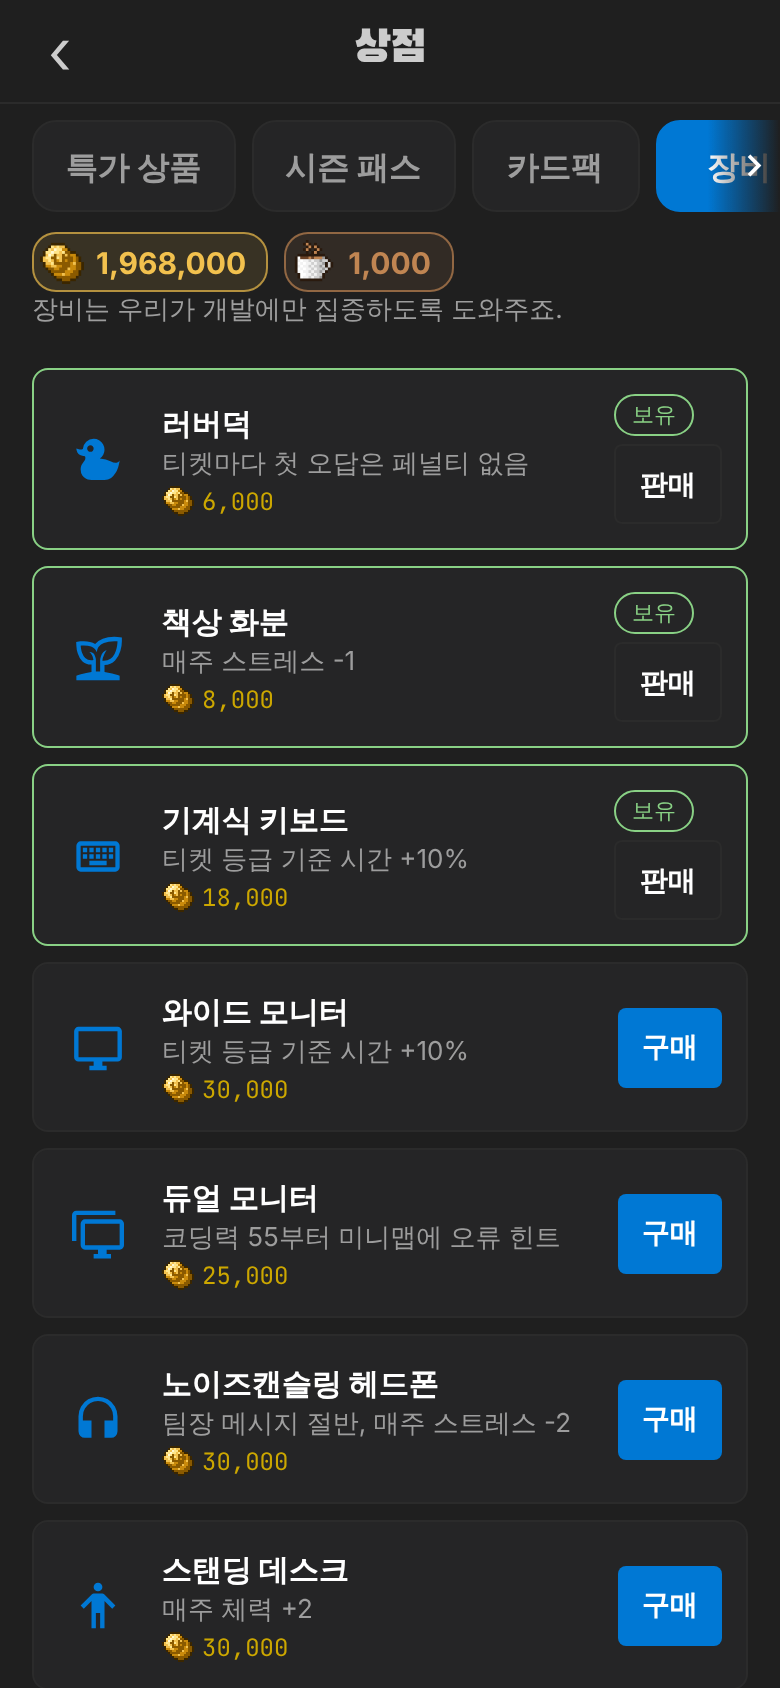 상점
특가 상품
시즌 패스
카드팩
장비
1,968,000
1,000
장비는 우리가 개발에만 집중하도록 도와주죠.
러버덕
티켓마다 첫 오답은 페널티 없음
6,000
보유
판매
책상 화분
매주 스트레스 -1
8,000
보유
판매
기계식 키보드
티켓 등급 기준 시간 +10%
18,000
보유
판매
와이드 모니터
티켓 등급 기준 시간 +10%
30,000
구매
듀얼 모니터
코딩력 55부터 미니맵에 오류 힌트
25,000
구매
노이즈캔슬링 헤드폰
팀장 메시지 절반, 매주 스트레스 -2
30,000
구매
스탠딩 데스크
매주 체력 +2
30,000
구매